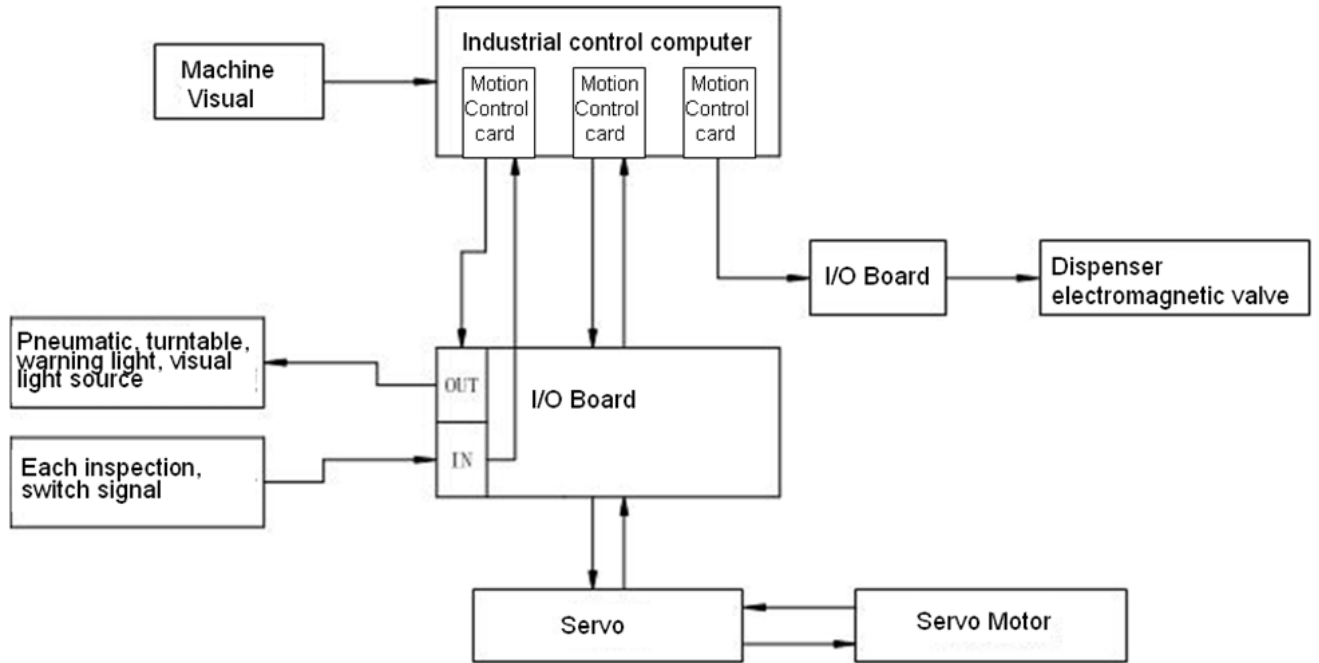 Industrial control computer
Machine
Visual
Motion
Control
card
Motion
Control
card
Motion
Control
card
I/O Board
Dispenser
electromagnetic valve
Pneumatic, turntable,
warning light, visual
light source
OUT
I/O Board
IN
Each inspection,
switch signal
Servo
Servo Motor